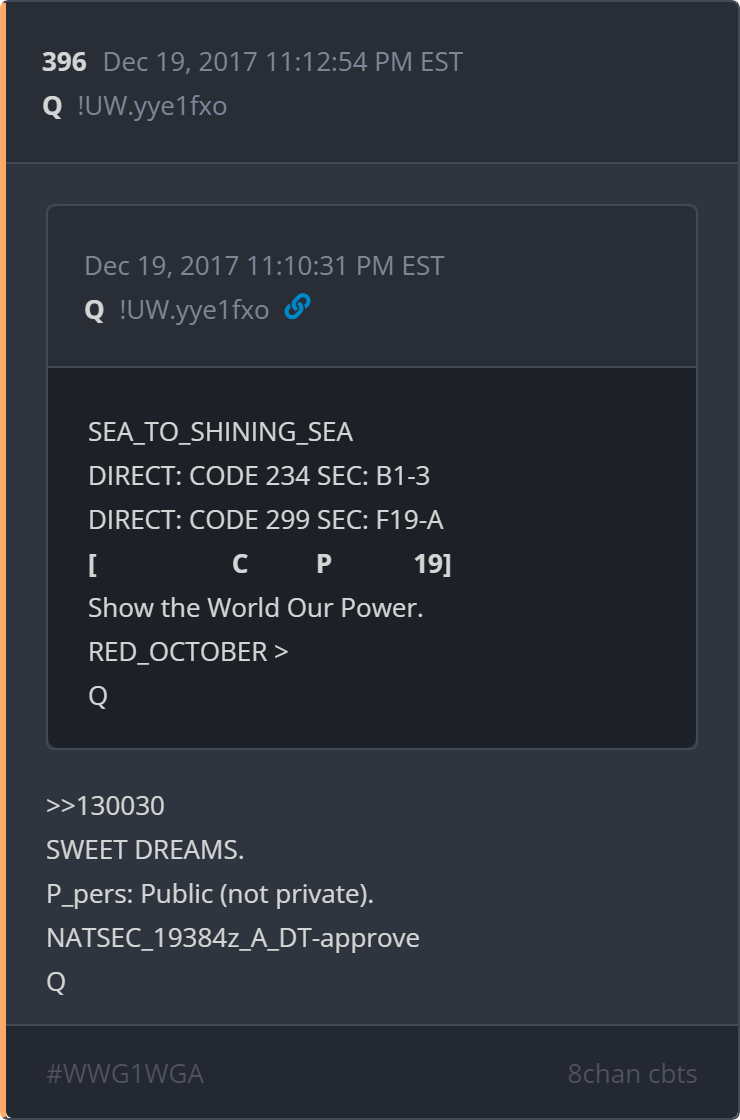 396 Dec 19, 2017 11:12:54 PM EST
Q !UW.yye1fxo
Dec 19, 2017 11:10:31 PM EST
Q !UW.yye1fxo
SEA_TO_SHINING_SEA
DIRECT: CODE 234 SEC: B1-3
DIRECT: CODE 299 SEC: F19-A
[ C P 19]
Show the World Our Power.
RED_OCTOBER >
Q
>>130030
SWEET DREAMS.
P_pers: Public (not private).
NATSEC_19384z_A_DT-approve
Q
#WWG1WGA 8chan cbts